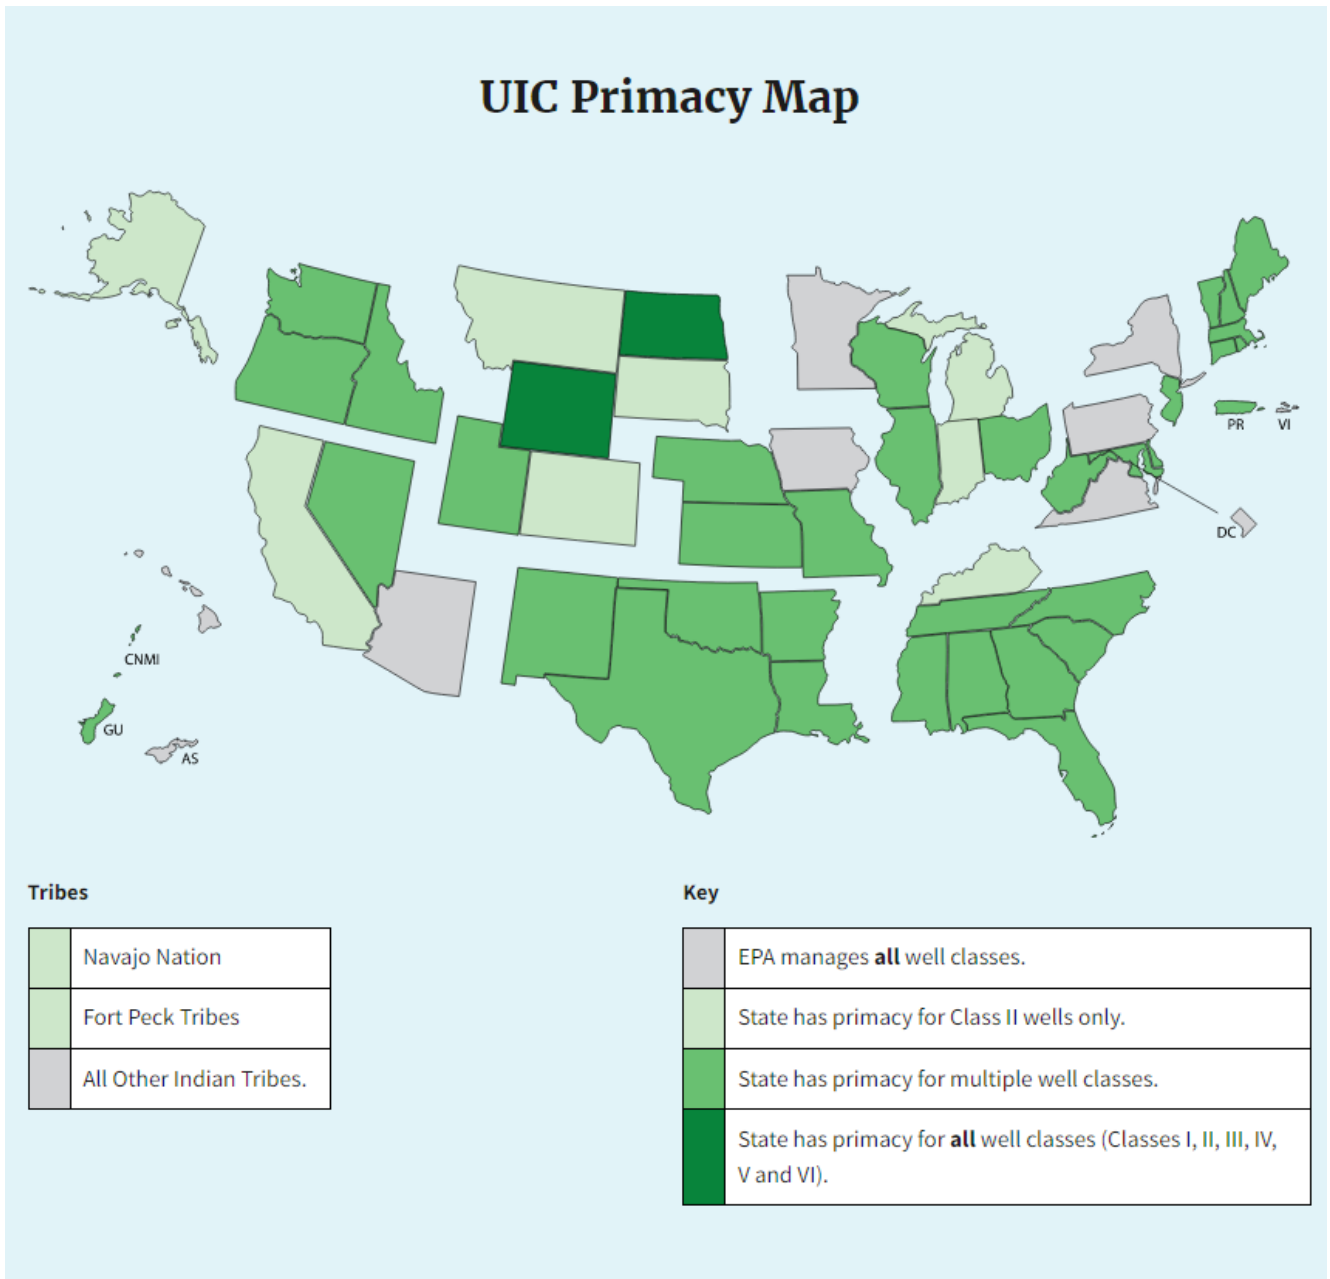 UIC Primacy Map
PR
VI
DC
CNMI
GU
AS
Tribes
Navajo Nation
Fort Peck Tribes
All Other Indian Tribes.
Key
EPA manages all well classes.
State has primacy for Class II wells only.
State has primacy for multiple well classes.
State has primacy for all well classes (Classes I, II, III, IV,
V and VI).